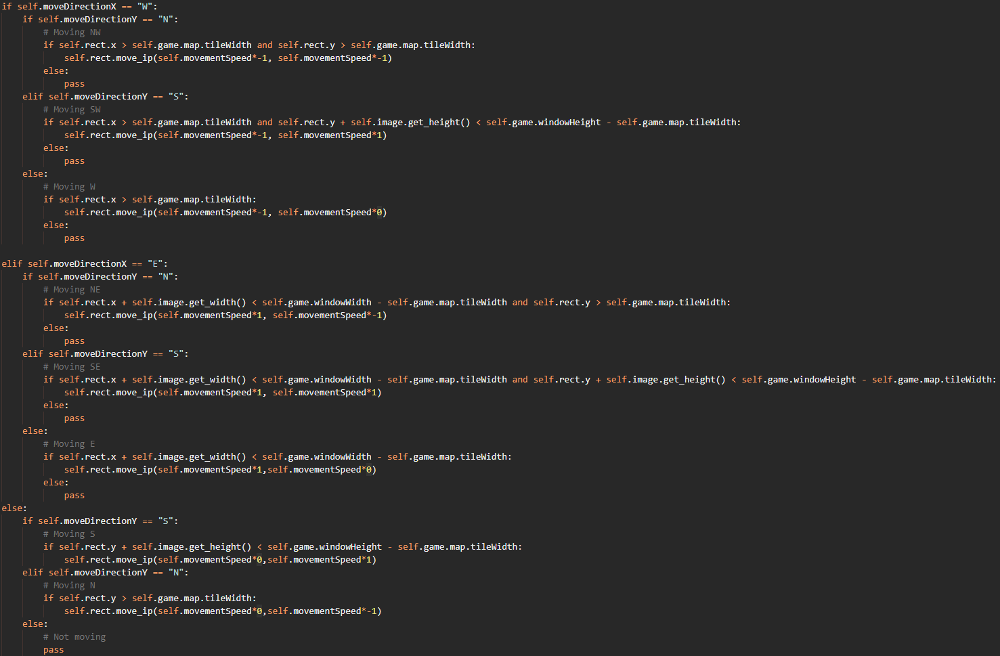 if self.moveDirectionX == "W":
    if self.moveDirectionY == "N":
        # Moving NW
        if self.rect.x > self.game.map.tileWidth and self.rect.y > self.game.map.tileWidth:
            self.rect.move_ip(self.movementSpeed*-1, self.movementSpeed*-1)
        else:
            pass
    elif self.moveDirectionY == "S":
        # Moving SW
        if self.rect.x > self.game.map.tileWidth and self.rect.y + self.image.get_height() < self.game.windowHeight - self.game.map.tileWidth:
            self.rect.move_ip(self.movementSpeed*-1, self.movementSpeed*1)
        else:
            pass
    else:
        # Moving W
        if self.rect.x > self.game.map.tileWidth:
            self.rect.move_ip(self.movementSpeed*-1, self.movementSpeed*0)
        else:
            pass

elif self.moveDirectionX == "E":
    if self.moveDirectionY == "N":
        # Moving NE
        if self.rect.x + self.image.get_width() < self.game.windowWidth - self.game.map.tileWidth and self.rect.y > self.game.map.tileWidth:
            self.rect.move_ip(self.movementSpeed*1, self.movementSpeed*-1)
        else:
            pass
    elif self.moveDirectionY == "S":
        # Moving SE
        if self.rect.x + self.image.get_width() < self.game.windowWidth - self.game.map.tileWidth and self.rect.y + self.image.get_height() < self.game.windowHeight - self.game.map.tileWidth:
            self.rect.move_ip(self.movementSpeed*1, self.movementSpeed*1)
        else:
            pass
    else:
        # Moving E
        if self.rect.x + self.image.get_width() < self.game.windowWidth - self.game.map.tileWidth:
            self.rect.move_ip(self.movementSpeed*1,self.movementSpeed*0)
        else:
            pass
else:
    if self.moveDirectionY == "S":
        # Moving S
        if self.rect.y + self.image.get_height() < self.game.windowHeight - self.game.map.tileWidth:
            self.rect.move_ip(self.movementSpeed*0,self.movementSpeed*1)
    elif self.moveDirectionY == "N":
        # Moving N
        if self.rect.y > self.game.map.tileWidth:
            self.rect.move_ip(self.movementSpeed*0,self.movementSpeed*-1)
    else:
        # Not moving
        pass